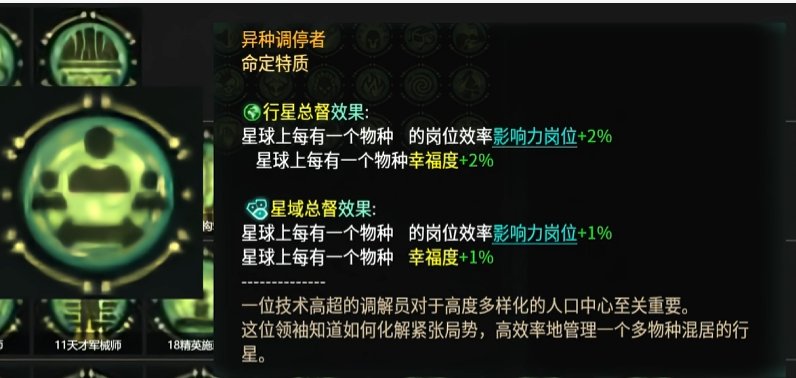 异种调停者
命定特质
行星总督效果:
星球上每有一个物种 的岗位效率影响力岗位+2%
星球上每有一个物种幸福度+2%
星域总督效果:
星球上每有一个物种 的岗位效率影响力岗位+1%
星球上每有一个物种 幸福度+1%
--------------
一位技术高超的调解员对于高度多样化的人口中心至关重要。
这位领袖知道如何化解紧张局势，高效率地管理一个多物种混居的行
星。
11天才军械师
18精英施